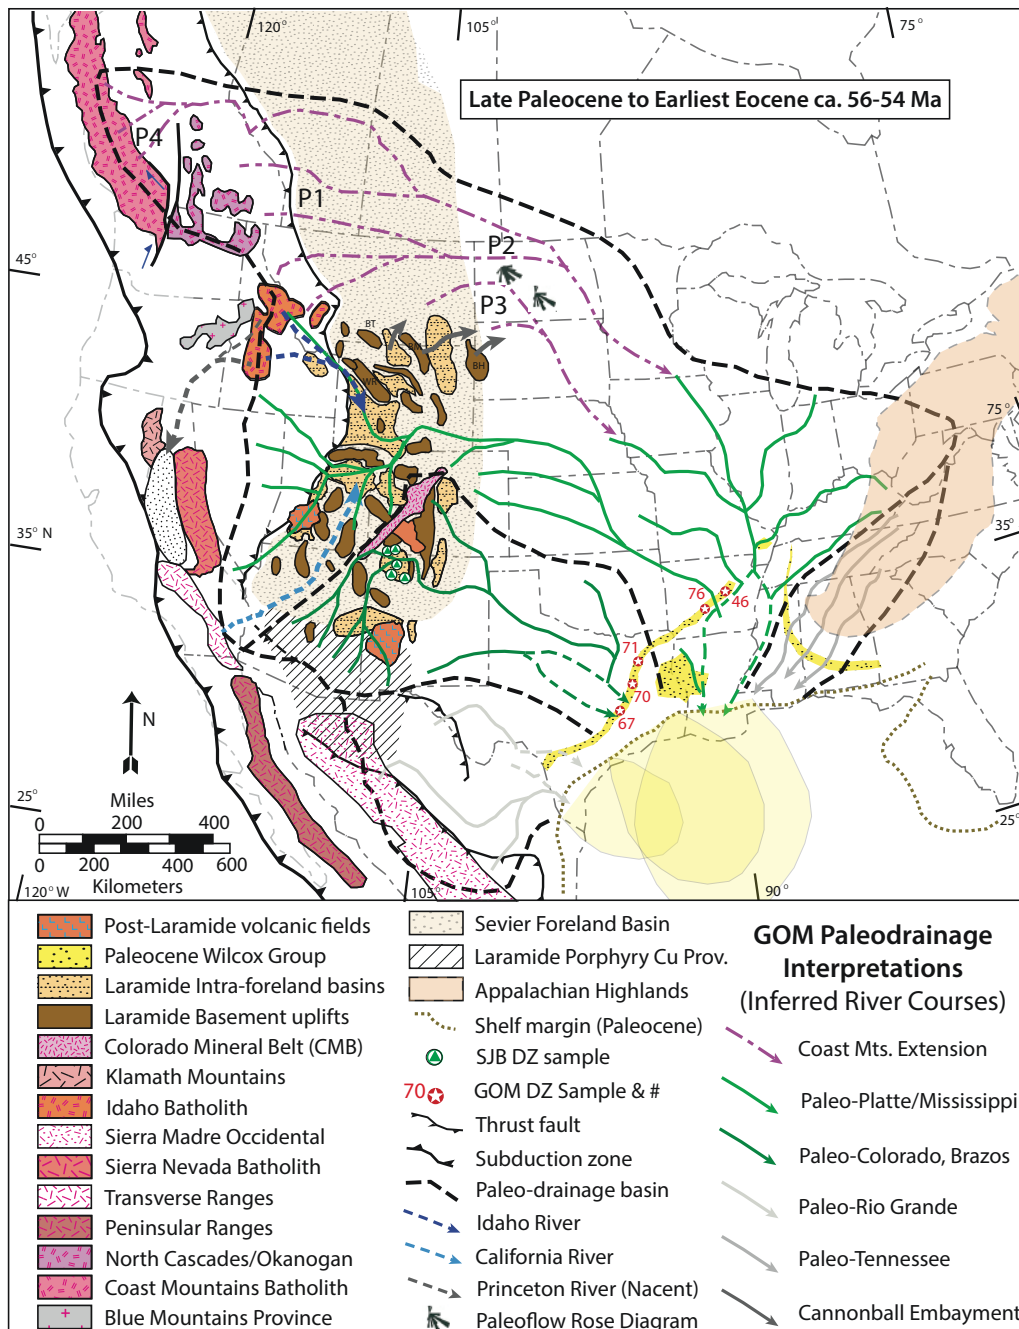 120°
105°
75°
Late Paleocene to Earliest Eocene ca. 56-54 Ma
P4
P1
P2
45°
P3
BT
BH
WR
75°
35° N
35°
76
46
71
70
67
N
25°
Miles
0 200 400
0 200 400 600
Kilometers
25°
120° W
105°
90°
Post-Laramide volcanic fields
Paleocene Wilcox Group
Laramide Intra-foreland basins
Laramide Basement uplifts
Colorado Mineral Belt (CMB)
Klamath Mountains
Idaho Batholith
Sierra Madre Occidental
Sierra Nevada Batholith
Transverse Ranges
Peninsular Ranges
North Cascades/Okanogan
Coast Mountains Batholith
Blue Mountains Province
Sevier Foreland Basin
Laramide Porphyry Cu Prov.
Appalachian Highlands
Shelf margin (Paleocene)
SJB DZ sample
70 GOM DZ Sample & #
Thrust fault
Subduction zone
Paleo-drainage basin
Idaho River
California River
Princeton River (Nacent)
Paleoflow Rose Diagram
GOM Paleodrainage
Interpretations
(Inferred River Courses)
Coast Mts. Extension
Paleo-Platte/Mississippi
Paleo-Colorado, Brazos
Paleo-Rio Grande
Paleo-Tennessee
Cannonball Embayment